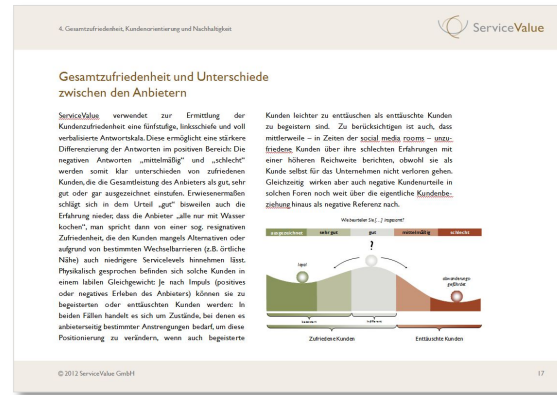 4. Gesamtzufriedenheit, Kundenorientierung und Nachhaltigkeit
ServiceValue
Gesamtzufriedenheit und Unterschiede
zwischen den Anbietern
ServiceValue verwendet zur Ermittlung der
Kundenzufriedenheit eine fünfstufige, linksschiefe und voll
verbalisierte Antwortskala. Diese ermöglicht eine stärkere
Differenzierung der Antworten im positiven Bereich: Die
negativen Antworten „mittelmäßig" und „schlecht"
werden somit klar unterschieden von zufriedenen
Kunden, die die Gesamtleistung des Anbieters als gut, sehr
gut oder gar ausgezeichnet einstufen. Erwiesenermaßen
schlägt sich in dem Urteil „gut" bisweilen auch die
Erfahrung nieder, dass die Anbieter „alle nur mit Wasser
kochen", man spricht dann von einer sog. resignativen
Zufriedenheit, die den Kunden mangels Alternativen oder
aufgrund von bestimmten Wechselbarrieren (z.B. örtliche
Nähe) auch niedrigere Servicelevels hinnehmen lässt.
Physikalisch gesprochen befinden sich solche Kunden in
einem labilen Gleichgewicht: Je nach Impuls (positives
oder negatives Erleben des Anbieters) können sie zu
begeisterten oder enttäuschten Kunden werden: In
beiden Fällen handelt es sich um Zustände, bei denen es
anbieterseitig bestimmter Anstrengungen bedarf, um diese
Positionierung zu verändern, wenn auch begeisterte
Kunden leichter zu enttäuschen als enttäuschte Kunden
zu begeistern sind. Zu berücksichtigen ist auch, dass
mittlerweile – in Zeiten der social media rooms – unzu-
friedene Kunden über ihre schlechten Erfahrungen mit
einer höheren Reichweite berichten, obwohl sie als
Kunde selbst für das Unternehmen nicht verloren gehen.
Gleichzeitig wirken aber auch negative Kundenurteile in
solchen Foren noch weit über die eigentliche Kundenbe-
ziehung hinaus als negative Referenz nach.
Wie beurteilen Sie [...] insgesamt?
ausgezeichnet sehr gut gut mittelmäßig schlecht
?
loyal
abwanderungs-
gefährdet
Zufriedene Kunden Enttäuschte Kunden
© 2012 ServiceValue GmbH
17